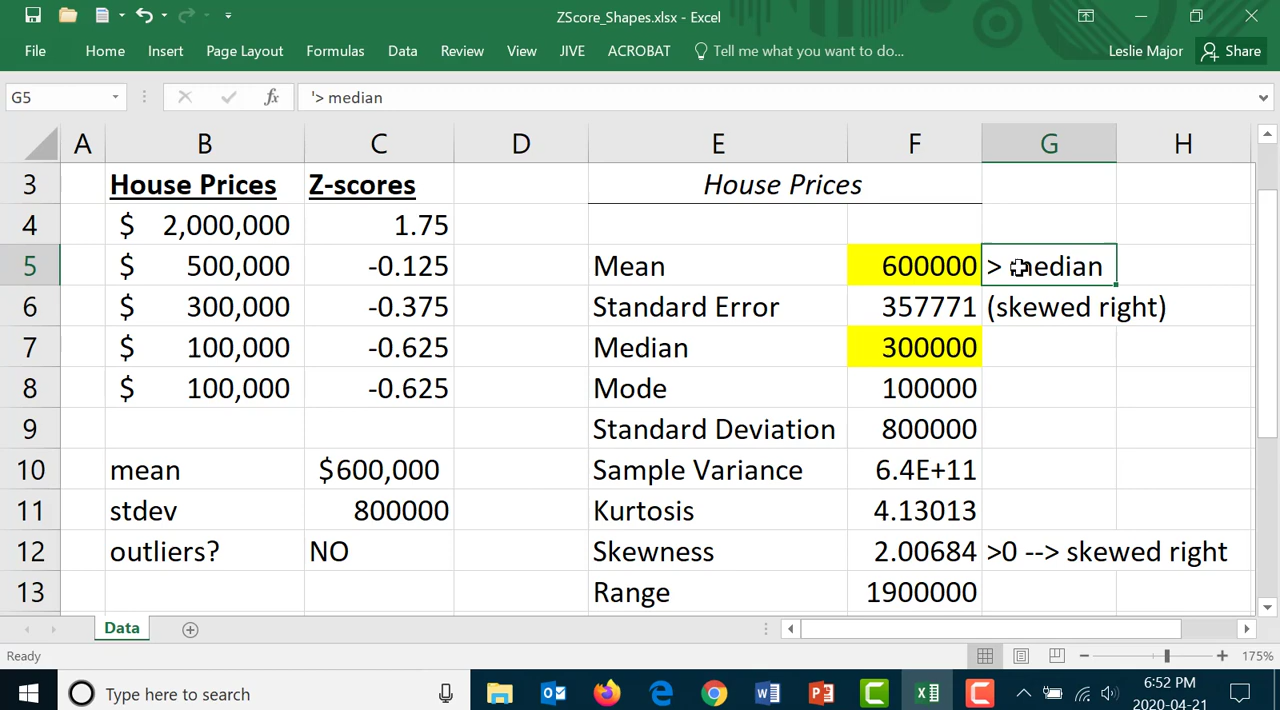 ZScore_Shapes.xlsx - Excel
File Home Insert Page Layout Formulas Data Review View JIVE ACROBAT Tell me what you want to do... Leslie Major Share
G5 fx '> median
A B C D E F G H
3 House Prices Z-scores House Prices
4 $ 2,000,000 1.75
5 $ 500,000 -0.125 Mean 600000 > median
6 $ 300,000 -0.375 Standard Error 357771 (skewed right)
7 $ 100,000 -0.625 Median 300000
8 $ 100,000 -0.625 Mode 100000
9 Standard Deviation 800000
10 mean $600,000 Sample Variance 6.4E+11
11 stdev 800000 Kurtosis 4.13013
12 outliers? NO Skewness 2.00684 >0 --> skewed right
13 Range 1900000
Data
Ready 175%
Type here to search 6:52 PM
2020-04-21